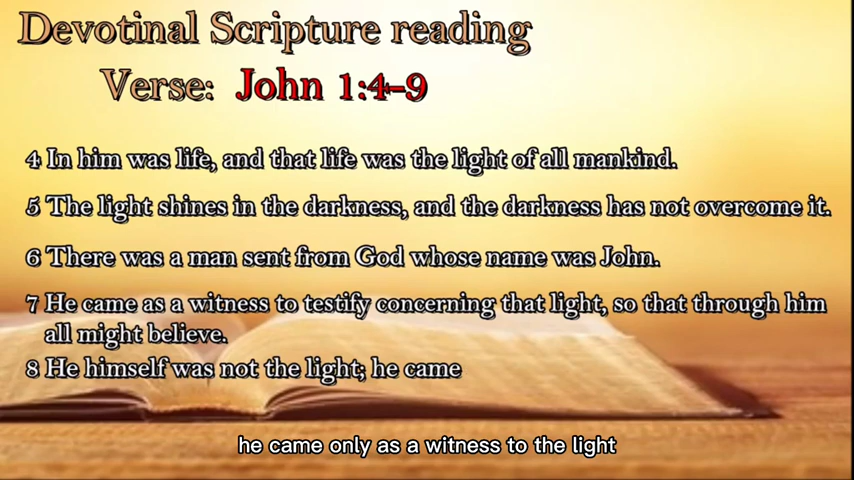 Devotinal Scripture reading
Verse: John 1:4-9
4 In him was life, and that life was the light of all mankind.
5 The light shines in the darkness, and the darkness has not overcome it.
6 There was a man sent from God whose name was John.
7 He came as a witness to testify concerning that light, so that through him
all might believe.
8 He himself was not the light; he came
he came only as a witness to the light